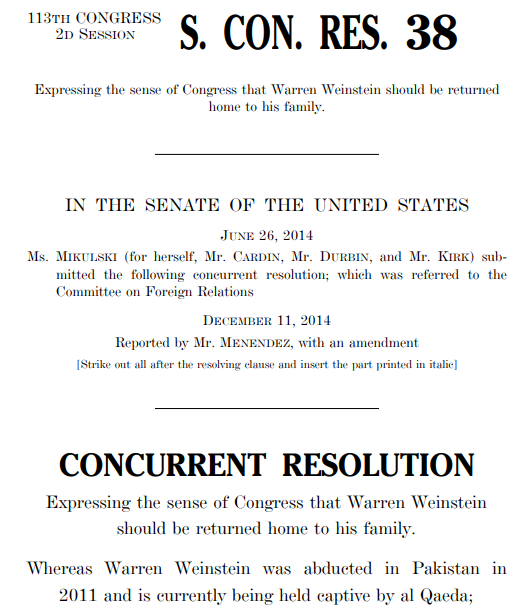 113TH CONGRESS
2D SESSION
S. CON. RES. 38
Expressing the sense of Congress that Warren Weinstein should be returned
home to his family.
IN THE SENATE OF THE UNITED STATES
JUNE 26, 2014
Ms. MIKULSKI (for herself, Mr. CARDIN, Mr. DURBIN, and Mr. KIRK) sub-
mitted the following concurrent resolution; which was referred to the
Committee on Foreign Relations
DECEMBER 11, 2014
Reported by Mr. MENENDEZ, with an amendment
[Strike out all after the resolving clause and insert the part printed in italic]
CONCURRENT RESOLUTION
Expressing the sense of Congress that Warren Weinstein
should be returned home to his family.
Whereas Warren Weinstein was abducted in Pakistan in
2011 and is currently being held captive by al Qaeda;